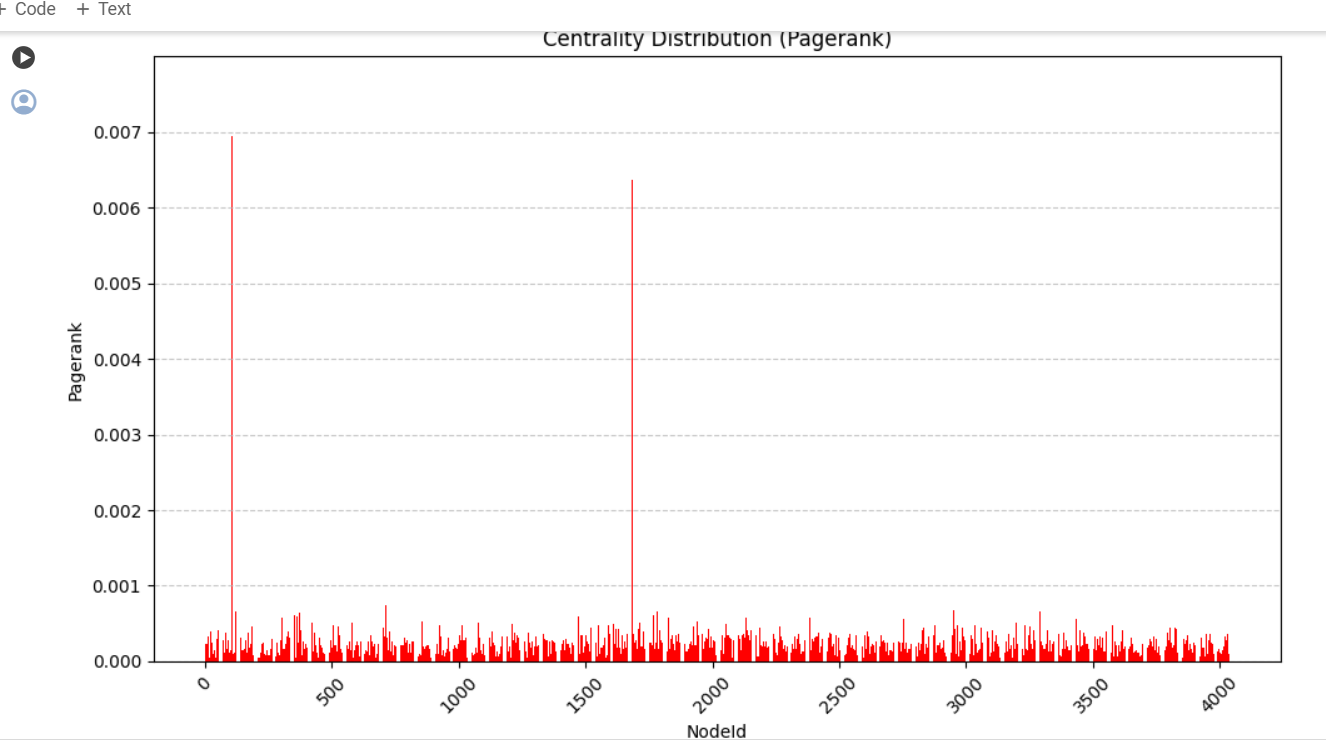 + Code + Text
Centrality Distribution (Pagerank)
0.007
0.006
0.005
0.004
0.003
0.002
0.001
0.000
Pagerank
0 500 1000 1500 2000 2500 3000 3500 4000
NodeId